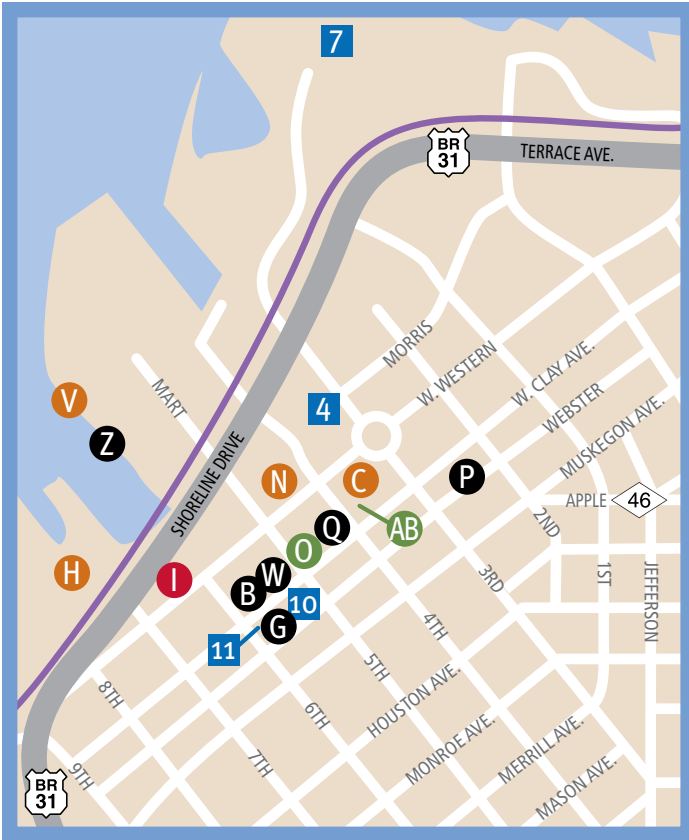 7
BR
31
TERRACE AVE.
MORRIS
W. WESTERN
W. CLAY AVE.
WEBSTER
MUSKEGON AVE.
MART
V
4
Z
SHORELINE DRIVE
N
C
P
APPLE
46
Q
AB
2ND
O
H
I
W
B
10
3RD
1ST
JEFFERSON
G
11
4TH
5TH
HOUSTON AVE.
8TH
6TH
7TH
MONROE AVE.
MERRILL AVE.
MASON AVE.
9TH
BR
31